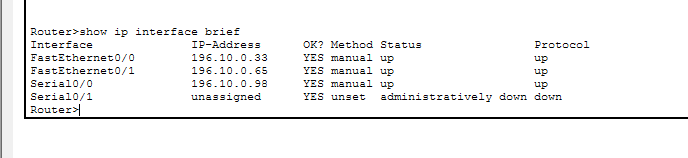 Router>show ip interface brief
Interface IP-Address OK? Method Status Protocol
FastEthernet0/0 196.10.0.33 YES manual up up
FastEthernet0/1 196.10.0.65 YES manual up up
Serial0/0 196.10.0.98 YES manual up up
Serial0/1 unassigned YES unset administratively down down
Router>